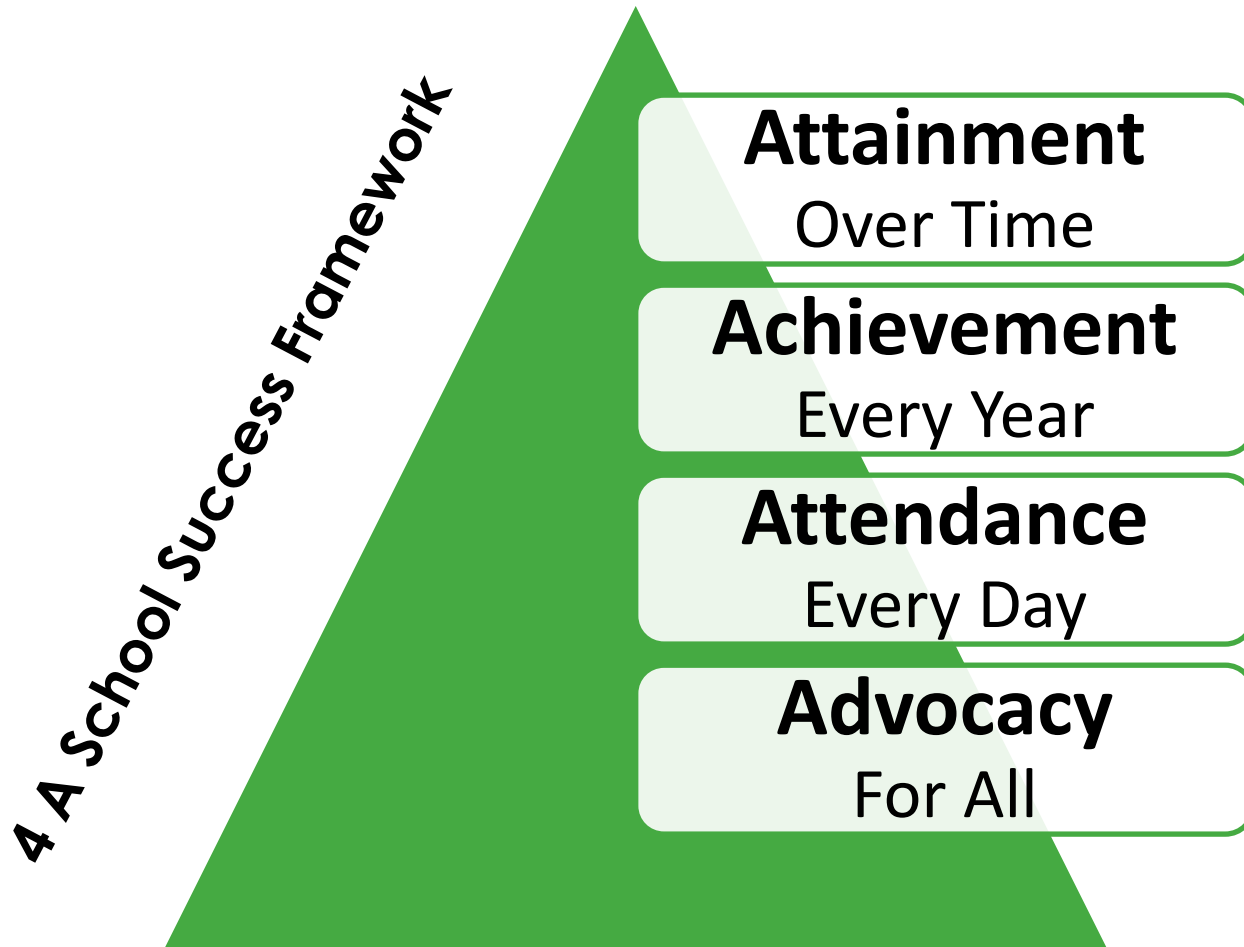 4 A School Success Framework
Attainment
Over Time
Achievement
Every Year
Attendance
Every Day
Advocacy
For All